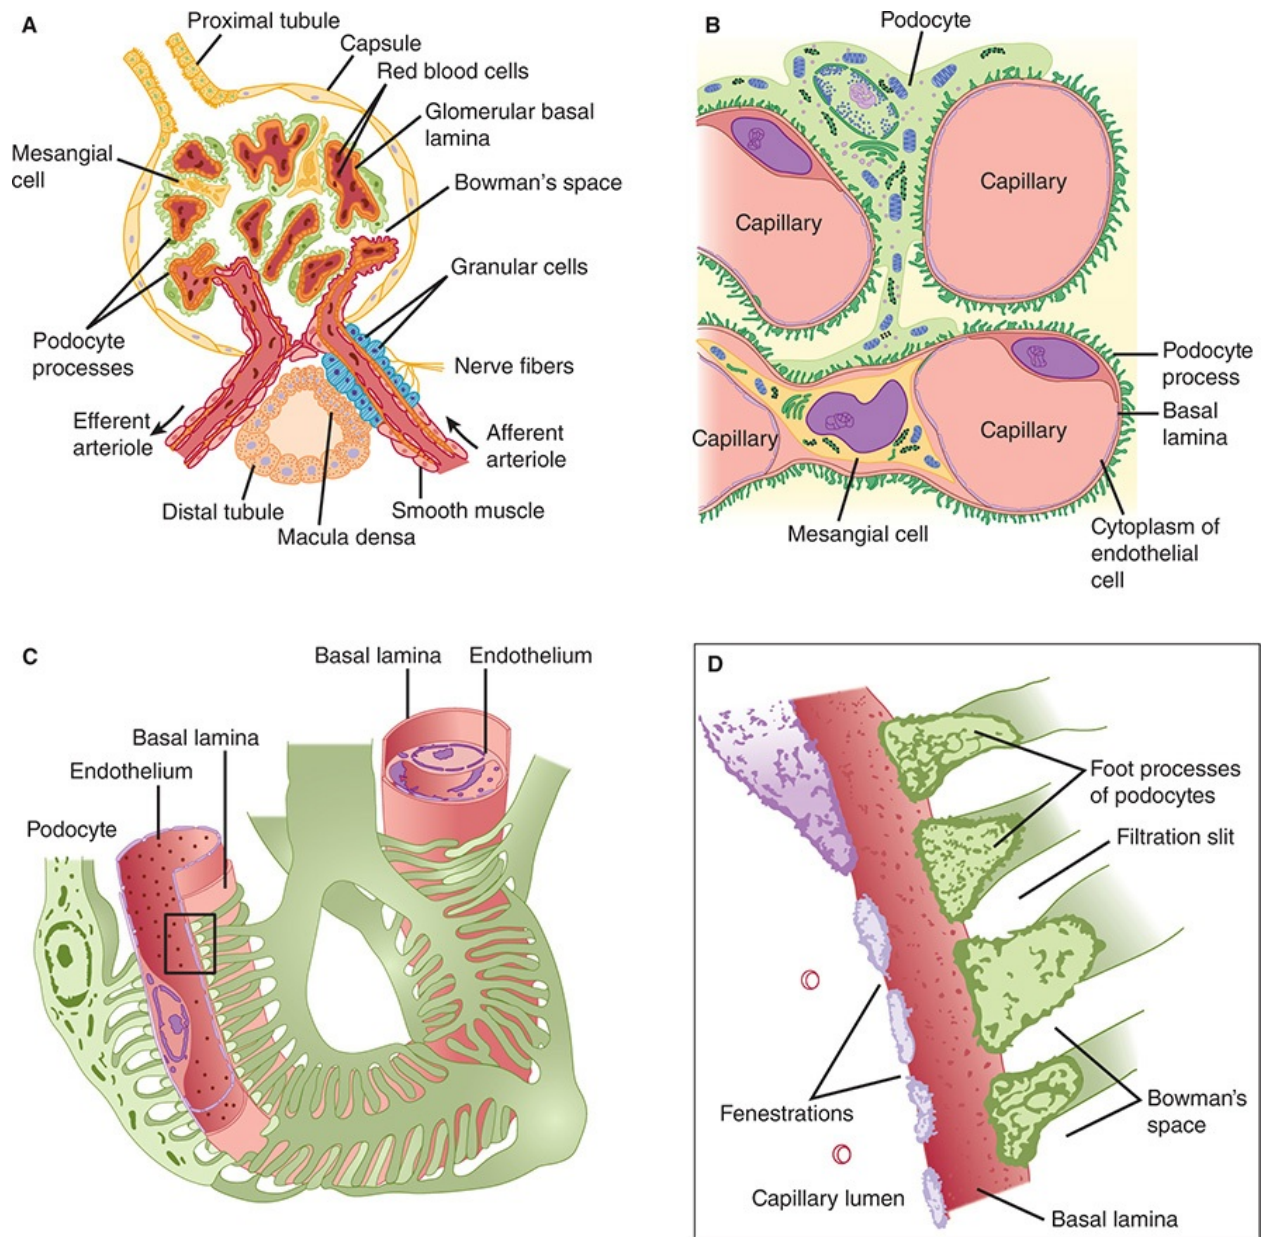 A
Proximal tubule
Capsule
Red blood cells
Glomerular basal
lamina
Mesangial
cell
Bowman's space
Granular cells
Podocyte
processes
Nerve fibers
Efferent
arteriole
Afferent
arteriole
Distal tubule
Smooth muscle
Macula densa
B
Podocyte
Capillary
Capillary
Podocyte
process
Basal
lamina
Capillary
Capillary
Mesangial cell
Cytoplasm of
endothelial
cell
C
Basal lamina
Endothelium
Basal lamina
Endothelium
Podocyte
D
Foot processes
of podocytes
Filtration slit
Fenestrations
Bowman's
space
Capillary lumen
Basal lamina